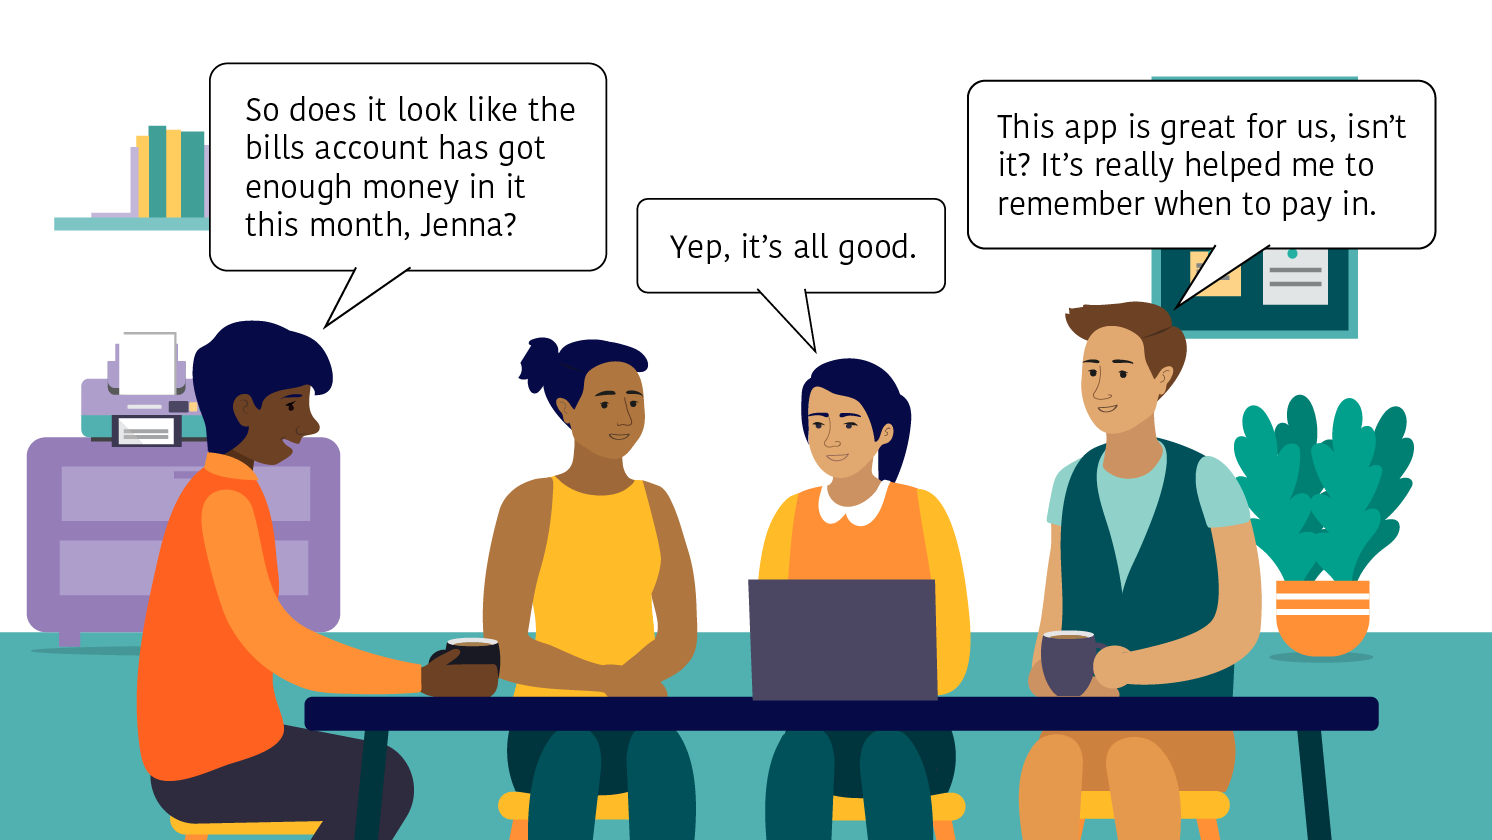 So does it look like the
bills account has got
enough money in it
this month, Jenna?
Yep, it’s all good.
This app is great for us, isn’t
it? It’s really helped me to
remember when to pay in.